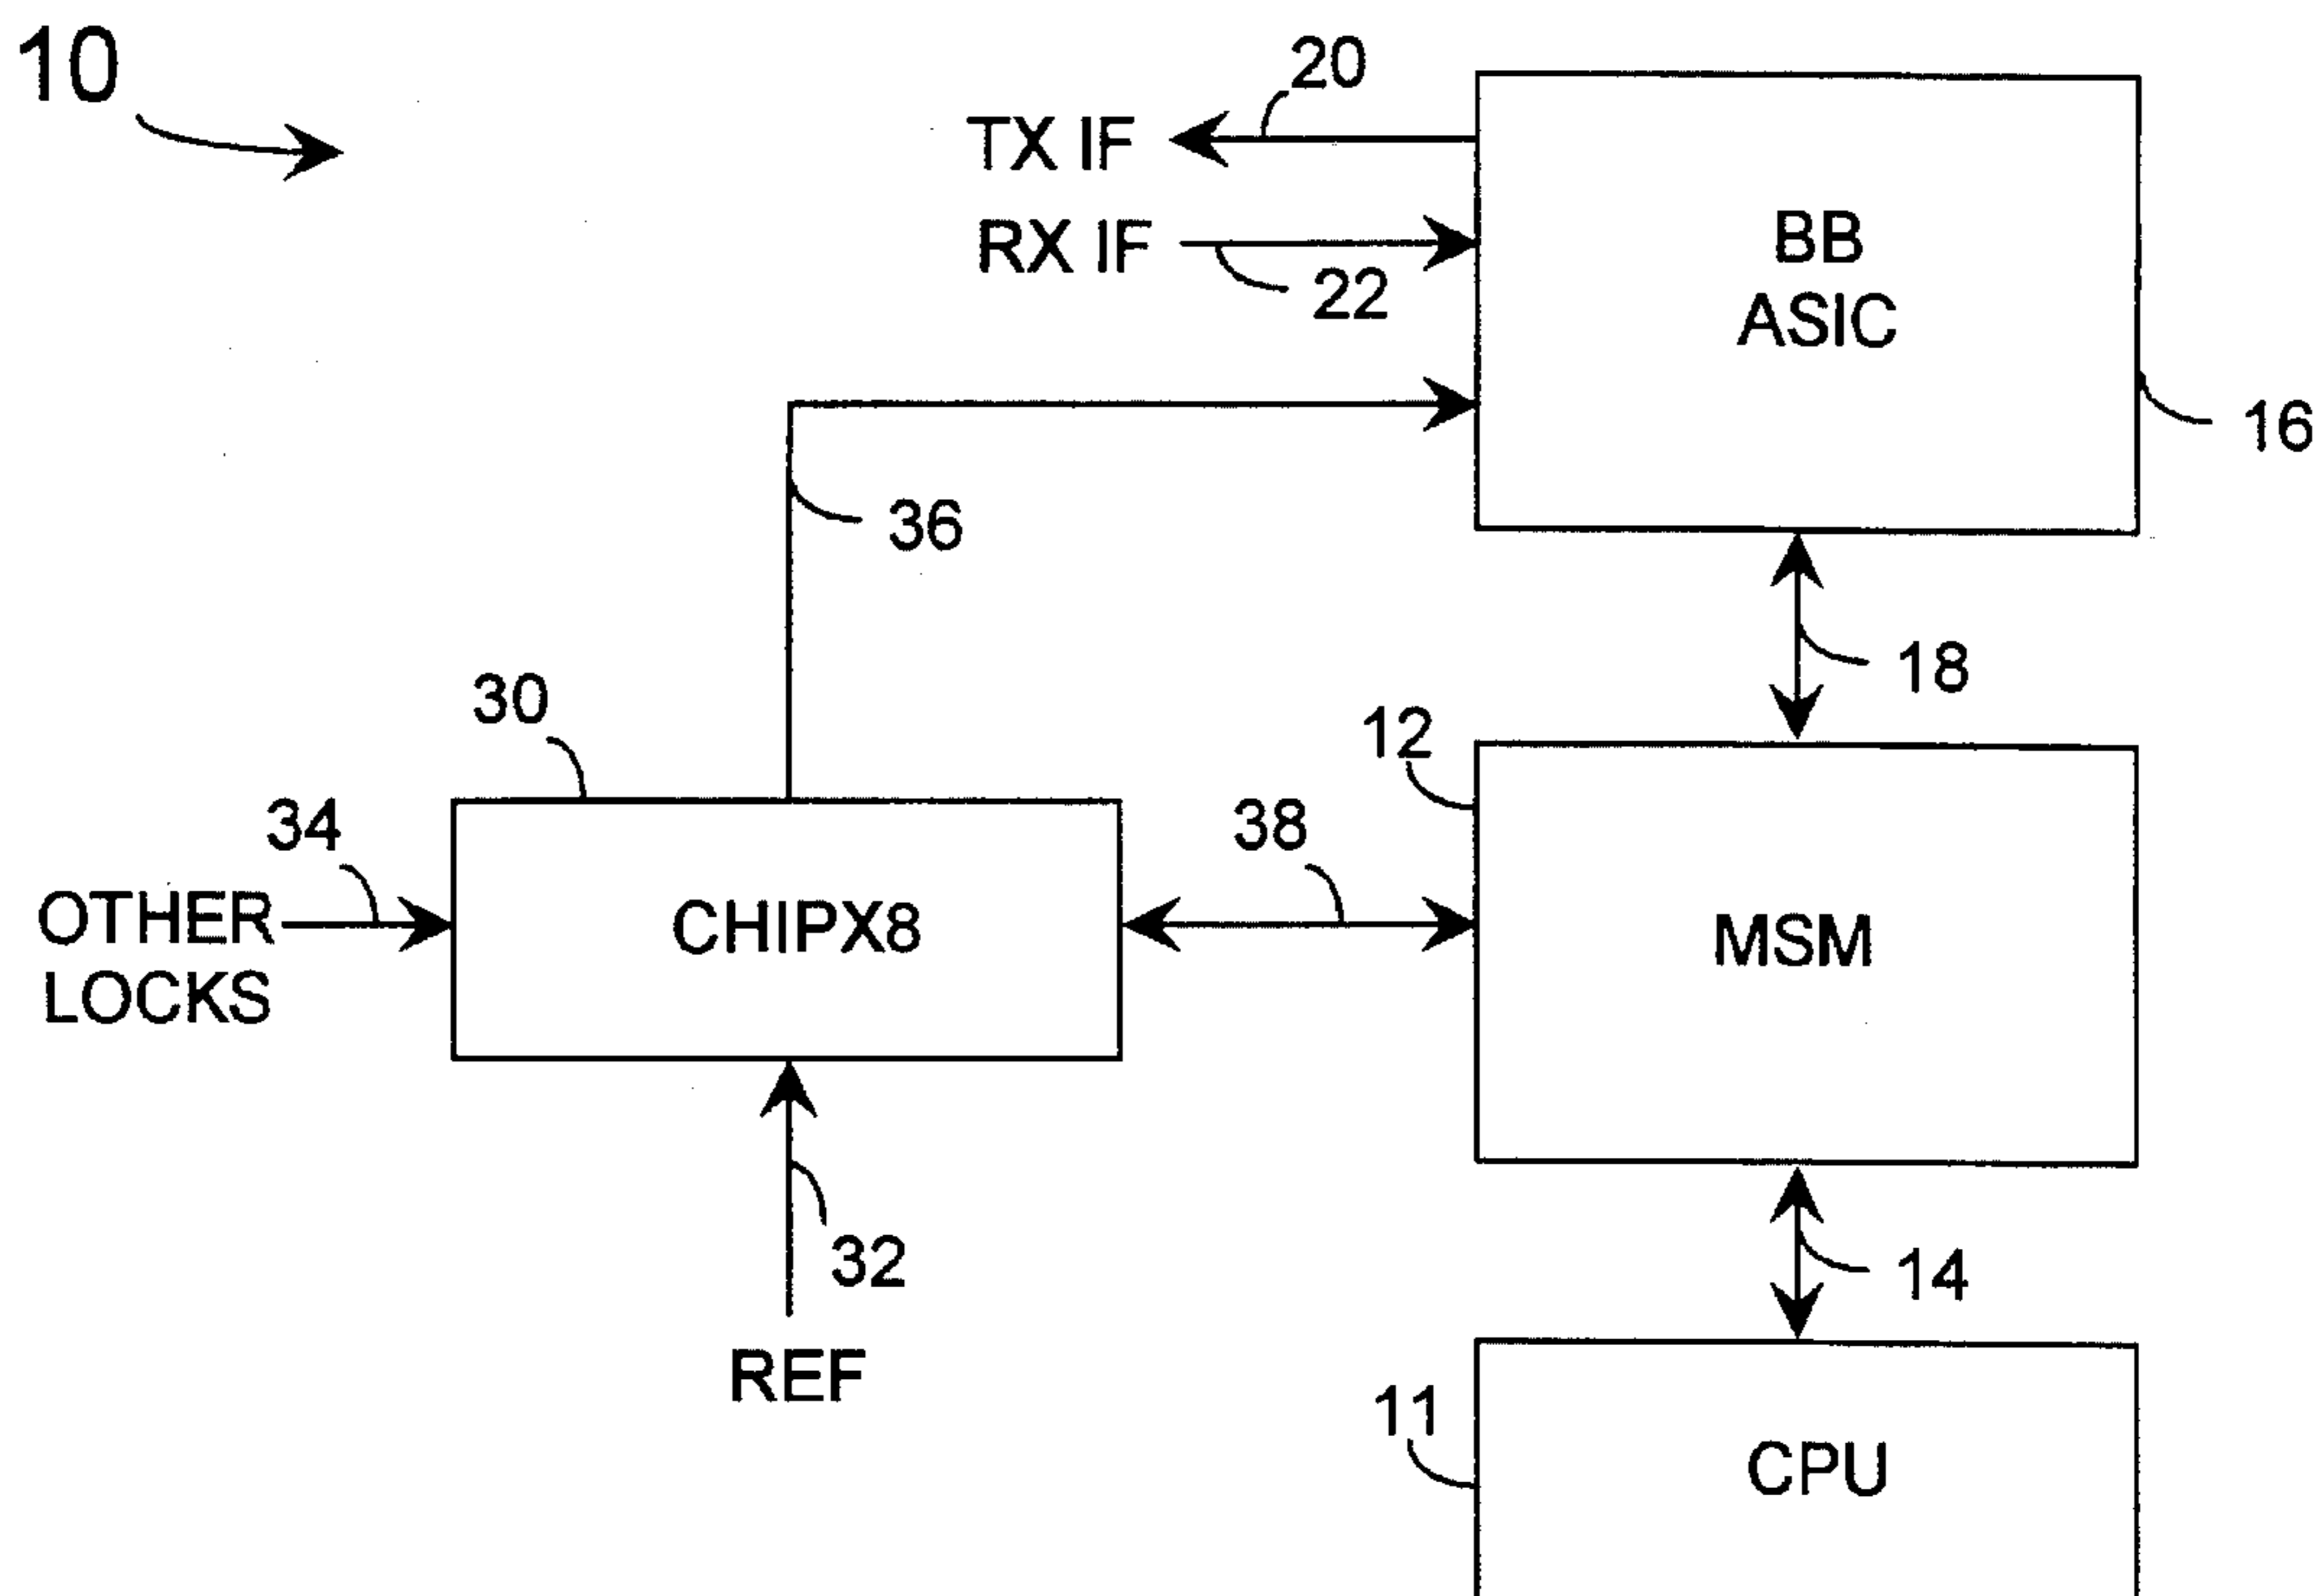 10
20
TX IF
RX IF
22
BB
ASIC
16
36
18
30
12
34
38
OTHER
LOCKS
CHIPX8
MSM
32
14
REF
11
CPU